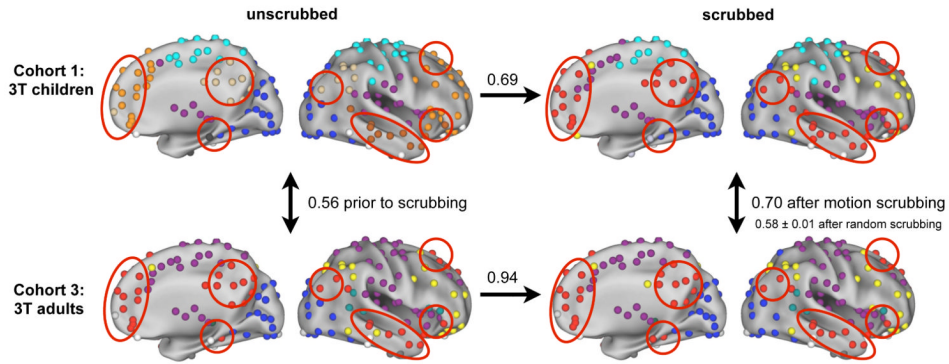 unscrubbed
scrubbed
Cohort 1:
3T children
0.69
0.56 prior to scrubbing
0.70 after motion scrubbing
0.58 ± 0.01 after random scrubbing
Cohort 3:
3T adults
0.94